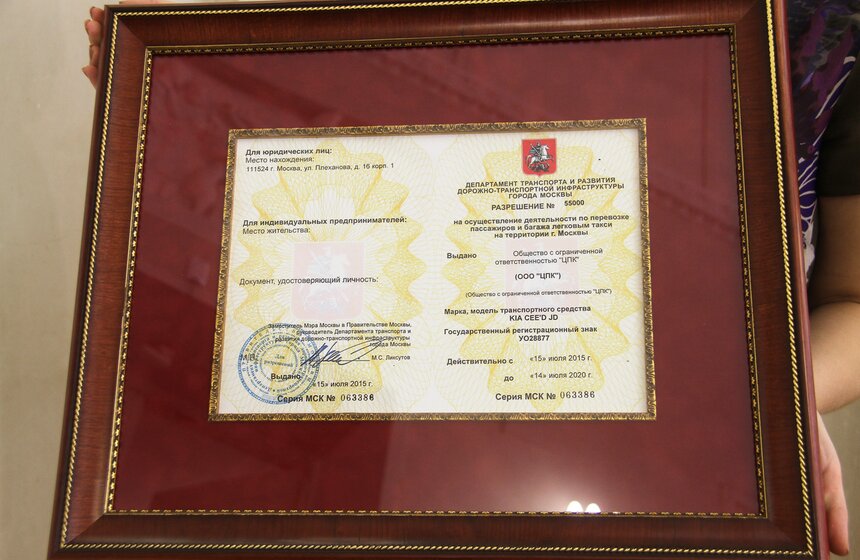 Для юридических лиц:
Место нахождения:
111524 г. Москва, ул. Плеханова, д. 16 корп. 1
Для индивидуальных предпринимателей:
Место жительства:
Документ, удостоверяющий личность:
Заместитель Мэра Москвы в Правительстве Москвы,
руководитель Департамента транспорта и
развития дорожно-транспортной инфраструктуры
города Москвы
М.П.
М.С. Ликсутов
Для
разрешений
Выдано
«15» июля 2015 г.
Серия МСК № 063386
ДЕПАРТАМЕНТ ТРАНСПОРТА И РАЗВИТИЯ
ДОРОЖНО-ТРАНСПОРТНОЙ ИНФРАСТРУКТУРЫ
ГОРОДА МОСКВЫ
РАЗРЕШЕНИЕ № 55000
на осуществление деятельности по перевозке
пассажиров и багажа легковым такси
на территории г. Москвы
Выдано Общество с ограниченной
ответственностью "ЦПК"
(ООО "ЦПК")
(Общество с ограниченной ответственностью "ЦПК")
Марка, модель транспортного средства
KIA CEE'D JD
Государственный регистрационный знак
УО28877
Действительно с «15» июля 2015 г.
до «14» июля 2020 г.
Серия МСК № 063386